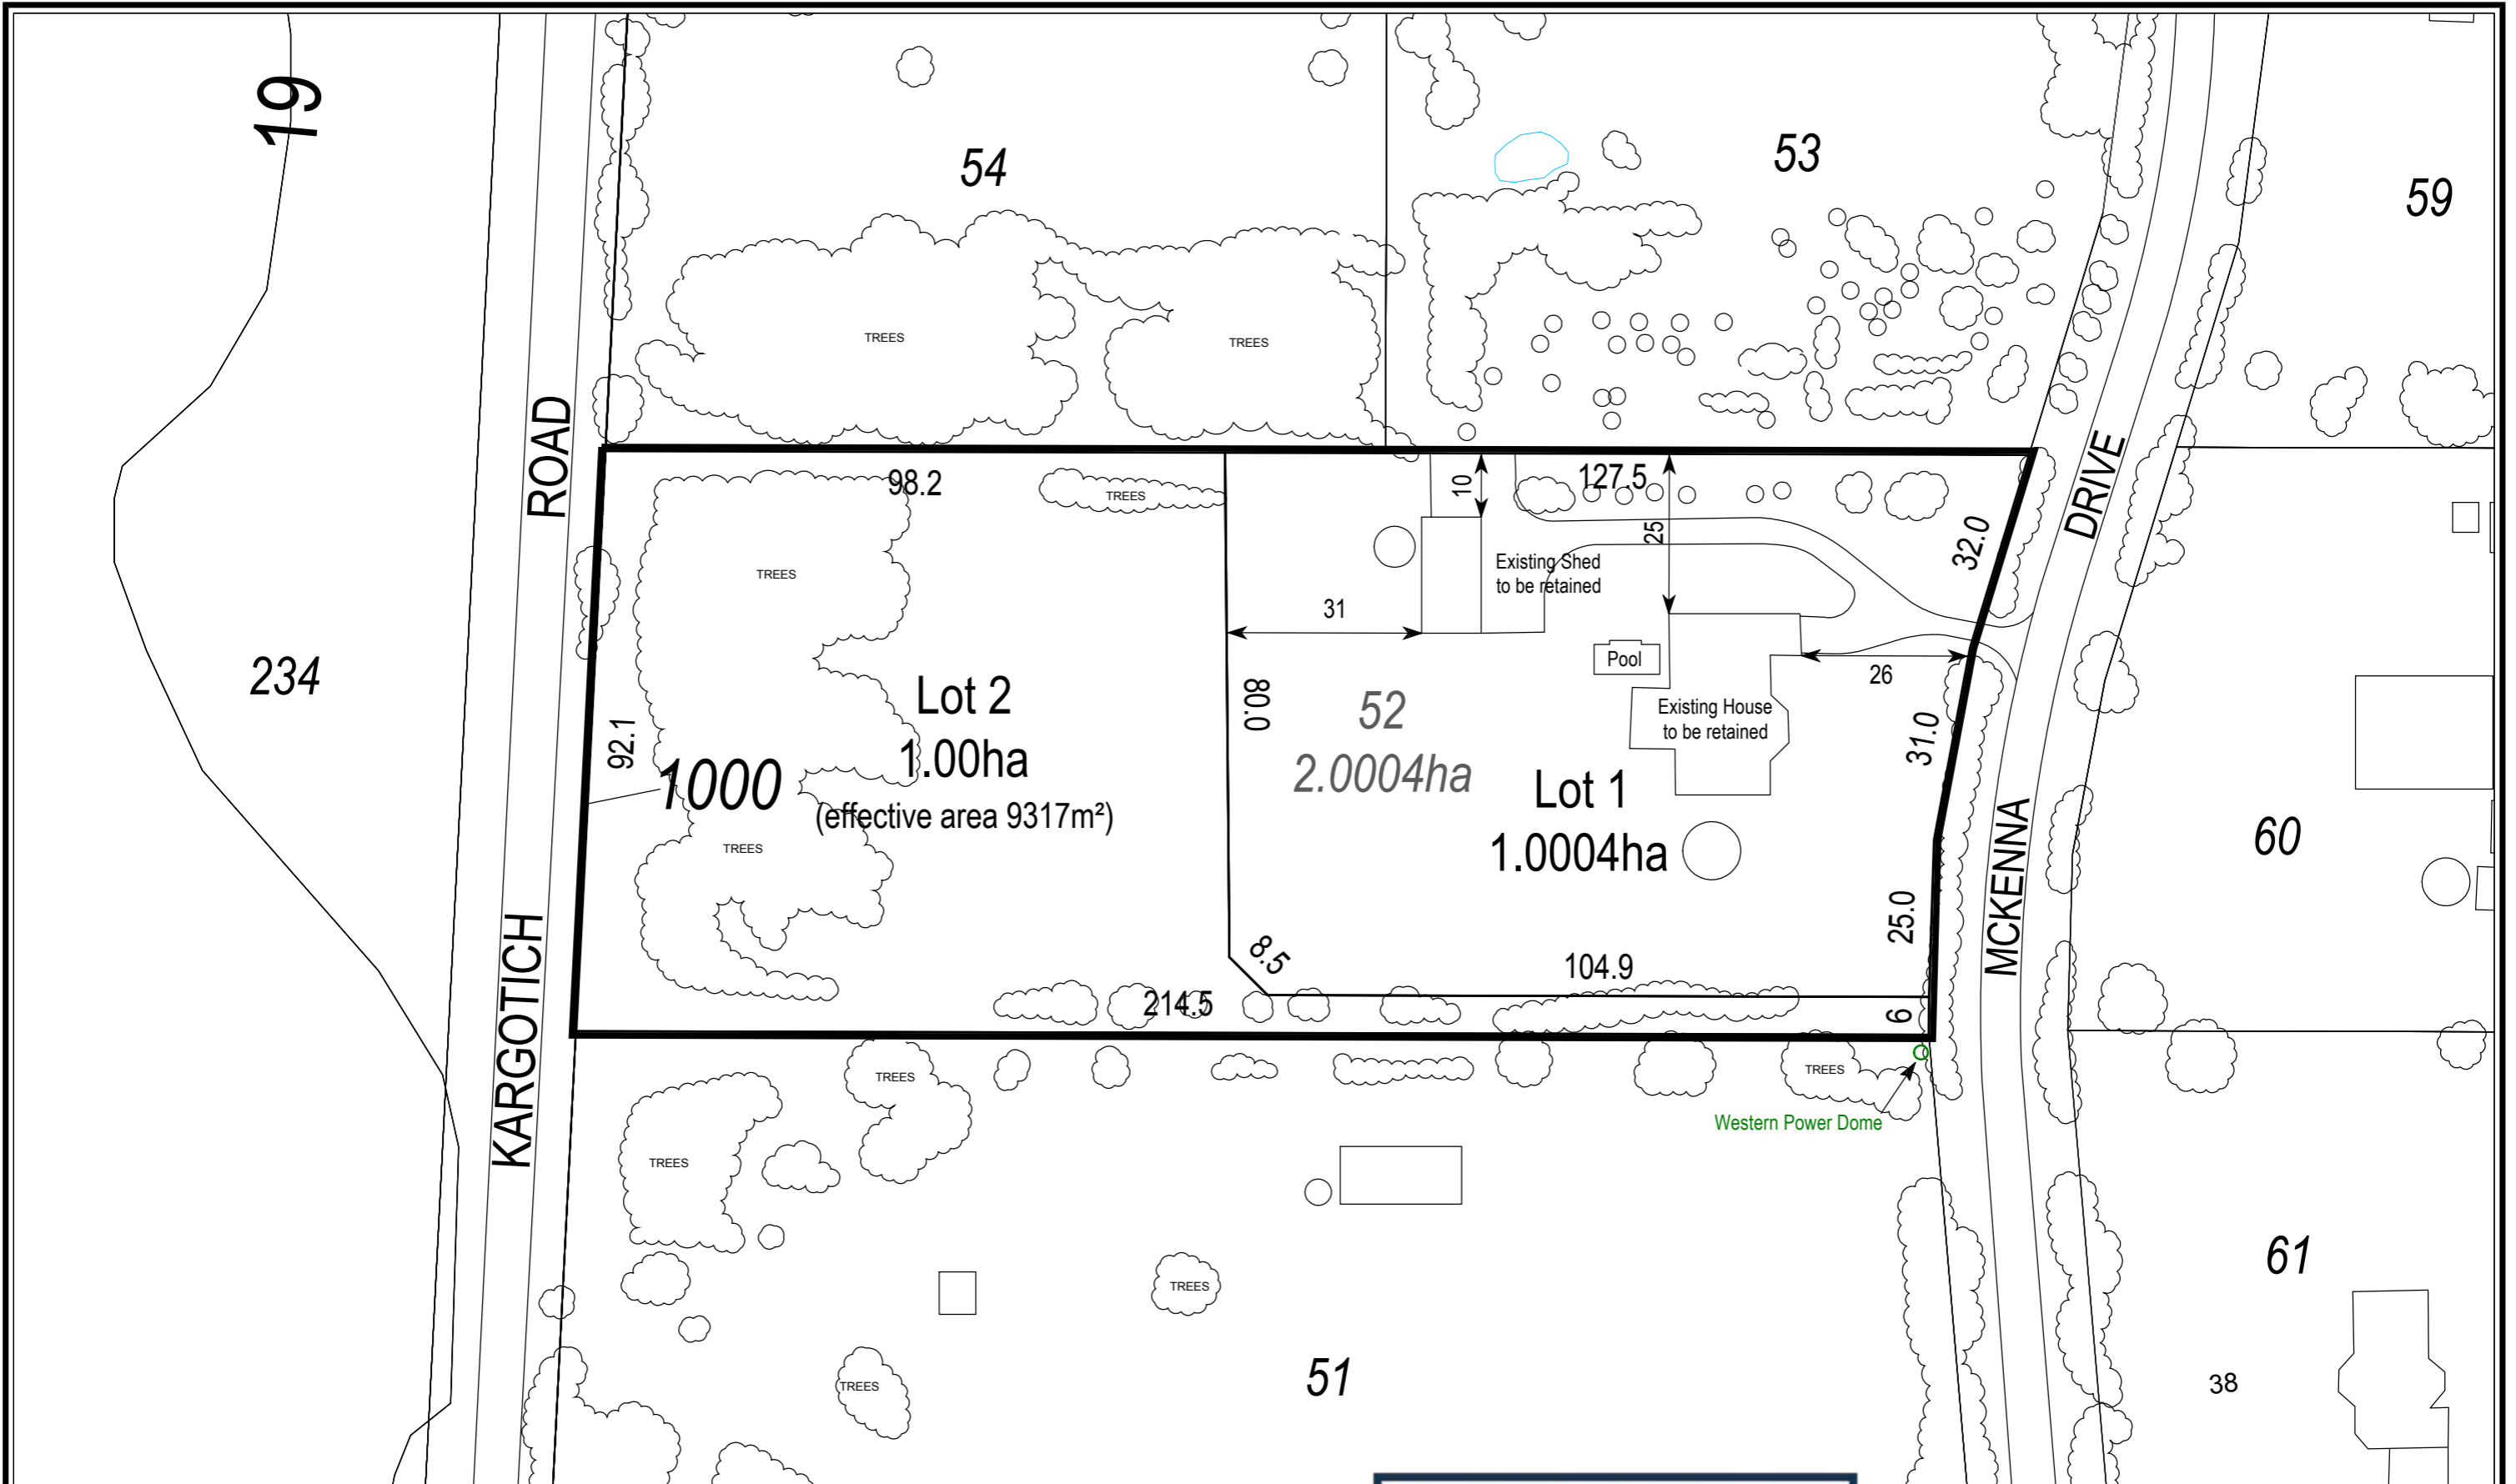 19
54
53
59
TREES
TREES
ROAD
DRIVE
98.2
TREES
127.5
10
25
32.0
TREES
Existing Shed
to be retained
31
Pool
26
234
Lot 2
1.00ha
(effective area 9317m²)
80.0
52
2.0004ha
Existing House
to be retained
31.0
92.1
1000
Lot 1
1.0004ha
60
TREES
MCKENNA
25.0
8.5
104.9
214.5
6
KARGOTICH
TREES
TREES
Western Power Dome
TREES
61
TREES
TREES
51
38